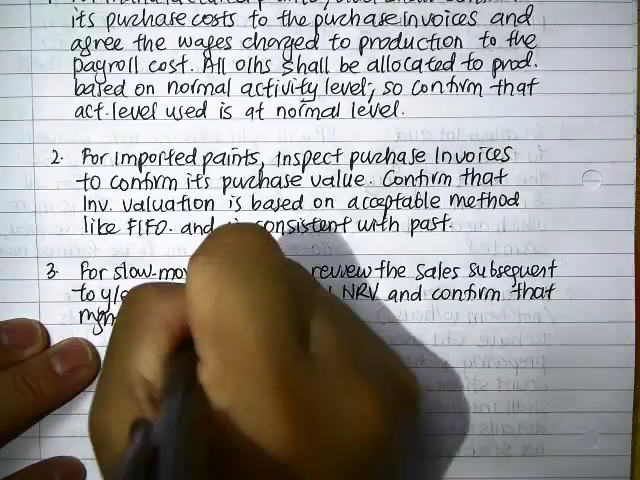 its purchase costs to the purchase invoices and
agree the wages charged to production to the
payroll cost. All o/hs shall be allocated to prod.
based on normal activity level, so confirm that
act. level used is at normal level.
2. For imported paints, inspect purchase invoices
to confirm its purchase value. Confirm that
Inv. valuation is based on acceptable method
like FIFO. and is consistent with past.
3. For slow-mov review the sales subsequent
to y/e NRV and confirm that